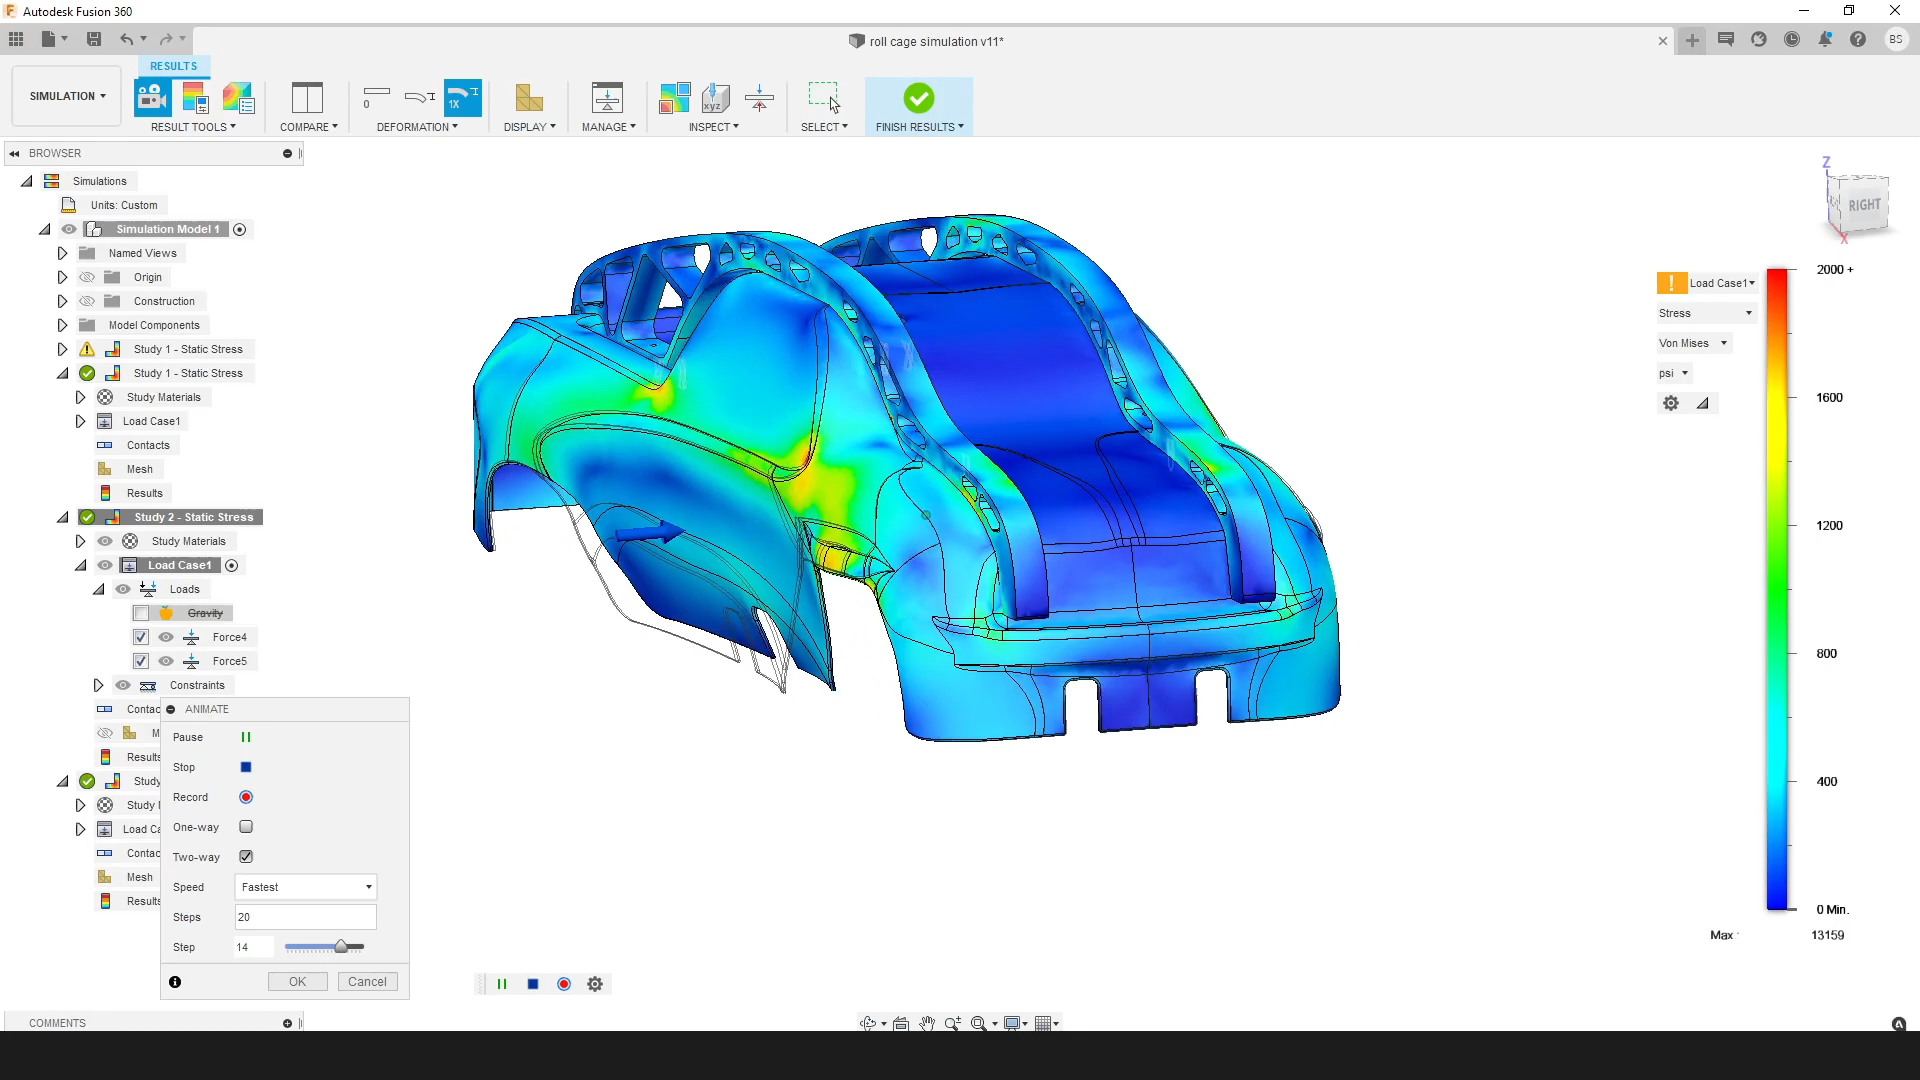 Autodesk Fusion 360
roll cage simulation v11*
BS
RESULTS
SIMULATION
0
1X
xyz
RESULT TOOLS
COMPARE
DEFORMATION
DISPLAY
MANAGE
INSPECT
SELECT
FINISH RESULTS
BROWSER
Simulations
Units: Custom
Simulation Model 1
Named Views
Origin
Construction
Model Components
Study 1 - Static Stress
Study 1 - Static Stress
Study Materials
Load Case1
Contacts
Mesh
Results
Study 2 - Static Stress
Study Materials
Load Case1
Loads
Gravity
Force4
Force5
Constraints
Contac
M
Results
Study
Study I
Load Ca
Contac
Mesh
Results
ANIMATE
Pause
Stop
Record
One-way
Two-way
Speed Fastest
Steps 20
Step 14
OK Cancel
COMMENTS
Z
RIGHT
X
Load Case1
Stress
Von Mises
psi
2000 +
1600
1200
800
400
0 Min.
Max 13159